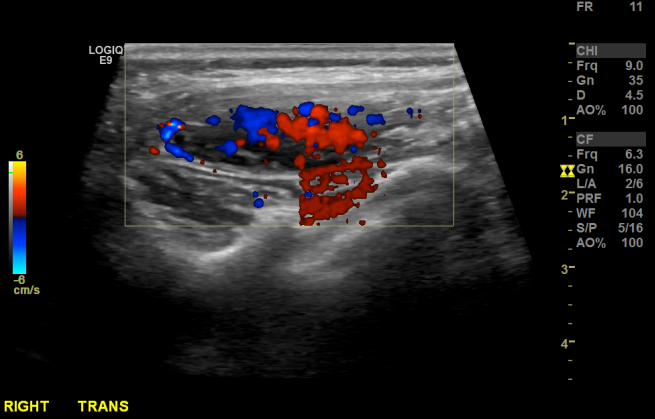 LOGIQ
E9
FR 11
CHI
Frq 9.0
Gn 35
D 4.5
AO% 100
CF
Frq 6.3
Gn 16.0
L/A 2/6
PRF 1.0
WF 104
S/P 5/16
AO% 100
1
2
3
4
6
-6
cm/s
RIGHT TRANS